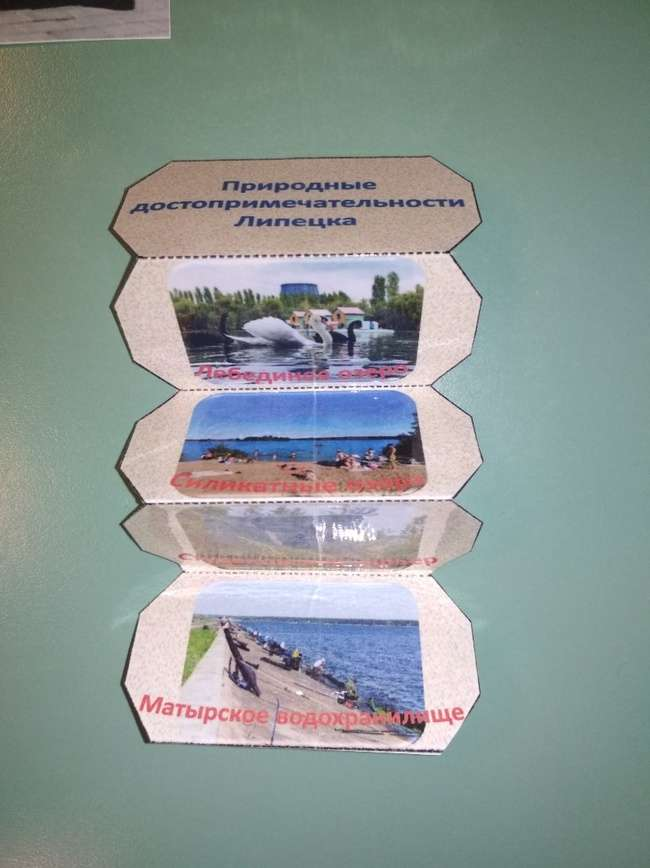 Природные
достопримечательности
Липецка
Лебединое озеро
Силикатные озера
Матырское водохранилище